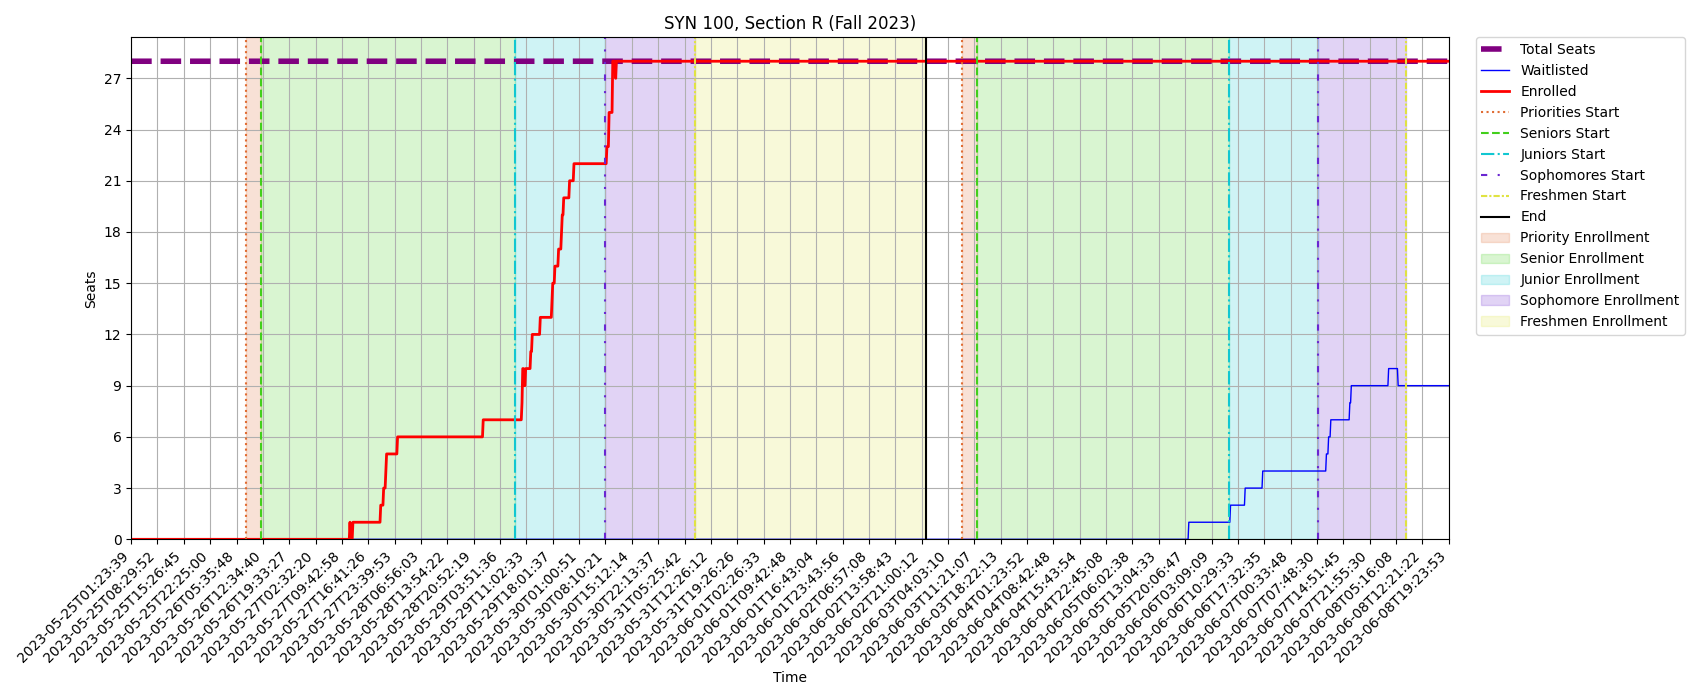 SYN 100, Section R (Fall 2023)
Seats
27
24
21
18
15
12
9
6
3
0
2023-05-25T01:23:39
2023-05-25T08:29:52
2023-05-25T15:26:45
2023-05-25T22:25:00
2023-05-26T05:35:48
2023-05-26T12:34:40
2023-05-26T19:33:27
2023-05-27T02:32:20
2023-05-27T09:42:58
2023-05-27T16:41:26
2023-05-27T23:39:53
2023-05-28T06:56:03
2023-05-28T13:54:22
2023-05-28T20:52:19
2023-05-29T03:51:36
2023-05-29T11:02:33
2023-05-29T18:01:37
2023-05-30T01:00:51
2023-05-30T08:10:21
2023-05-30T15:12:14
2023-05-30T22:13:37
2023-05-31T05:25:42
2023-05-31T12:26:12
2023-05-31T19:26:26
2023-06-01T02:26:33
2023-06-01T09:42:48
2023-06-01T16:43:04
2023-06-01T23:43:56
2023-06-02T06:57:08
2023-06-02T13:58:43
2023-06-02T21:00:12
2023-06-03T04:03:10
2023-06-03T11:21:07
2023-06-03T18:22:13
2023-06-04T01:23:52
2023-06-04T08:42:48
2023-06-04T15:43:54
2023-06-04T22:45:08
2023-06-05T06:02:38
2023-06-05T13:04:33
2023-06-05T20:06:47
2023-06-06T03:09:09
2023-06-06T10:29:33
2023-06-06T17:32:35
2023-06-07T00:33:48
2023-06-07T07:48:30
2023-06-07T14:51:45
2023-06-07T21:55:30
2023-06-08T05:16:08
2023-06-08T12:21:22
2023-06-08T19:23:53
Time
Total Seats
Waitlisted
Enrolled
Priorities Start
Seniors Start
Juniors Start
Sophomores Start
Freshmen Start
End
Priority Enrollment
Senior Enrollment
Junior Enrollment
Sophomore Enrollment
Freshmen Enrollment